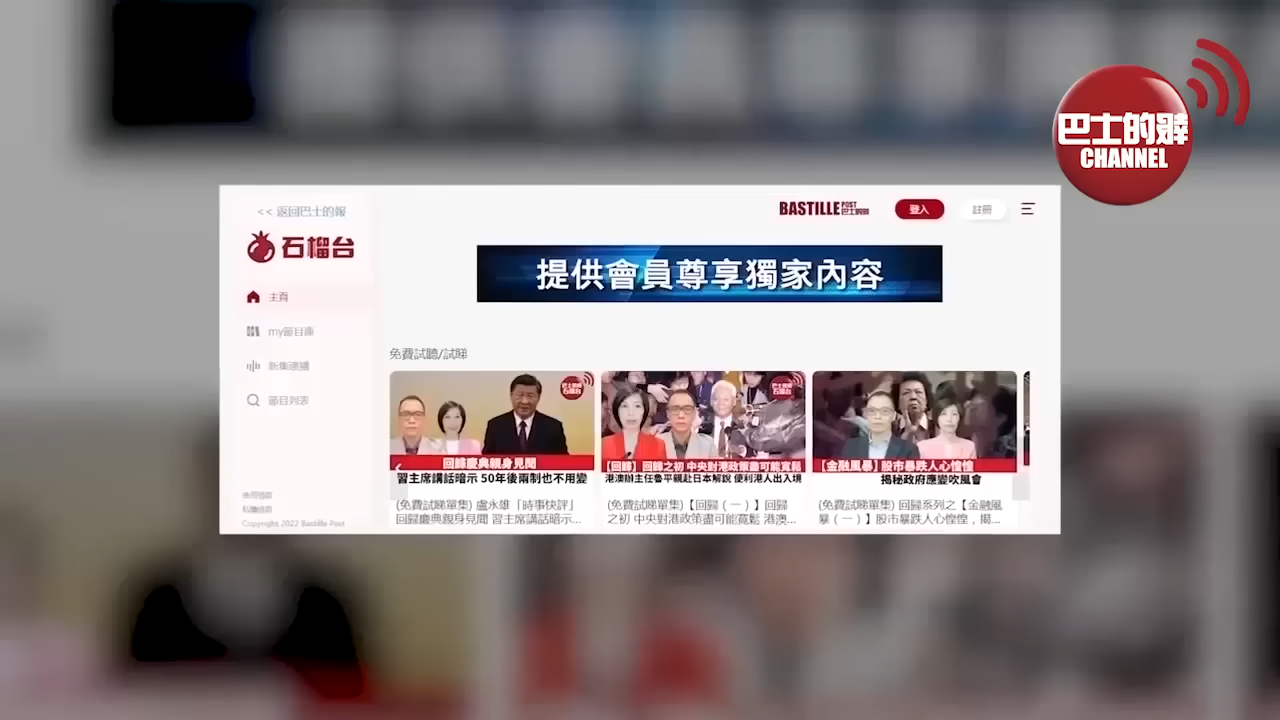 巴士的報
CHANNEL
<< 返回巴士的報
BASTILLE POST
巴士的報
登入
註冊
石榴台
提供會員尊享獨家內容
主頁
my節目庫
新集連播
節目列表
免費試聽/試睇
回歸慶典親身見聞
習主席講話暗示 50年後兩制也不用變
(免費試睇單集) 盧永雄「時事快評」
回歸慶典親身見聞 習主席講話暗示...
【回歸】回歸之初 中央對港政策盡可能寬鬆
港澳辦主任魯平親赴日本解說 便利港人出入境
(免費試睇單集)【回歸（一）】回歸
之初 中央對港政策盡可能寬鬆 港澳...
【金融風暴】股市暴跌人心惶惶
揭秘政府應變吹風會
(免費試睇單集) 回歸系列之【金融風
暴（一）】股市暴跌人心惶惶，揭...
Copyright 2022 Bastille Post